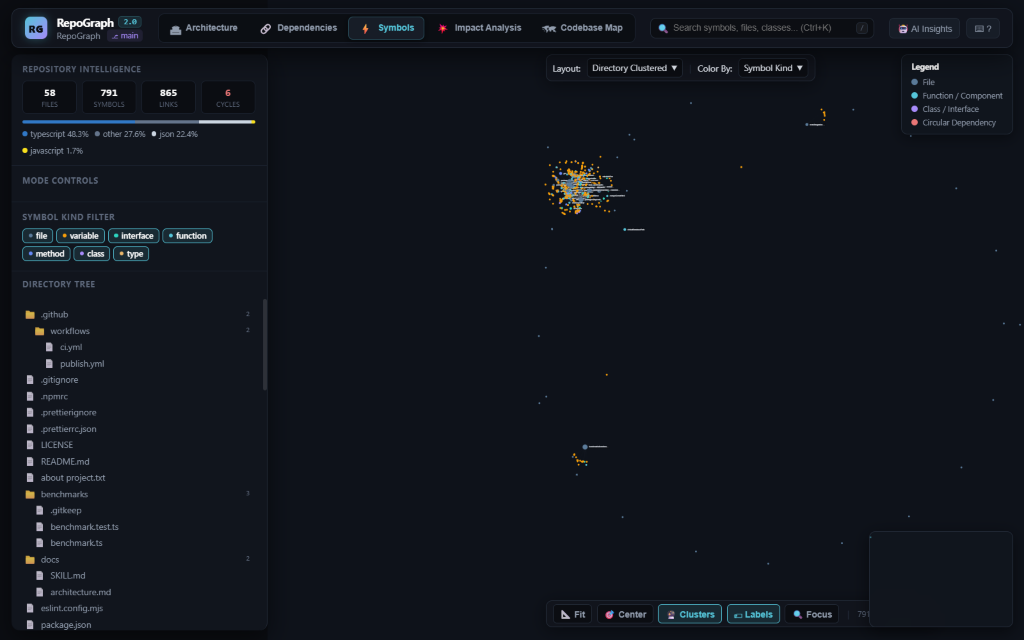 RG RepoGraph 2.0
RepoGraph main
Architecture Dependencies Symbols Impact Analysis Codebase Map
Search symbols, files, classes... (Ctrl+K) /
AI Insights ?
REPOSITORY INTELLIGENCE
58 791 865 6
FILES SYMBOLS LINKS CYCLES
typescript 48.3% other 27.6% json 22.4%
javascript 1.7%
MODE CONTROLS
SYMBOL KIND FILTER
file variable interface function
method class type
DIRECTORY TREE
.github 2
workflows 2
ci.yml
publish.yml
.gitignore
.npmrc
.prettierignore
.prettierrc.json
LICENSE
README.md
about project.txt
benchmarks 3
.gitkeep
benchmark.test.ts
benchmark.ts
docs 2
SKILL.md
architecture.md
eslint.config.mjs
package.json
Layout: Directory Clustered ▼ Color By: Symbol Kind ▼
Legend
File
Function / Component
Class / Interface
Circular Dependency
Fit Center Clusters Labels Focus 791